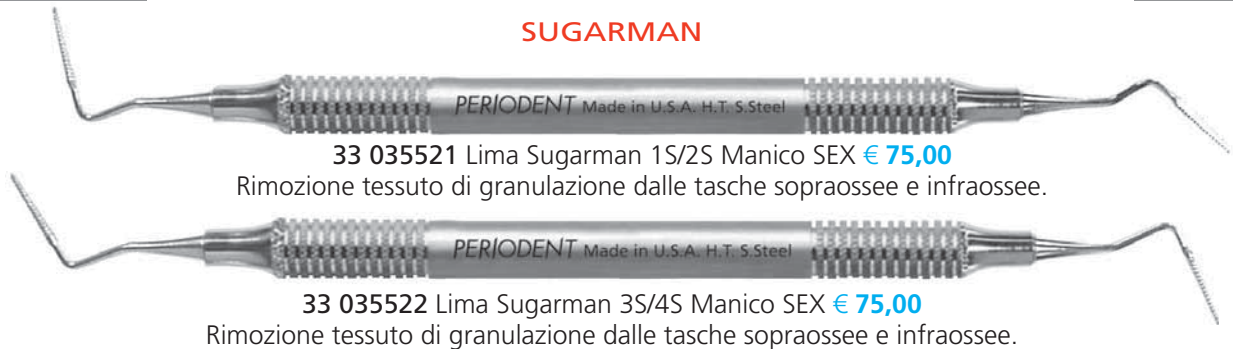 SUGARMAN
PERIODENT Made in U.S.A. H.T. S.Steel
33 035521 Lima Sugarman 1S/2S Manico SEX € 75,00
Rimozione tessuto di granulazione dalle tasche sopraossee e infraossee.
PERIODENT Made in U.S.A. H.T. S.Steel
33 035522 Lima Sugarman 3S/4S Manico SEX € 75,00
Rimozione tessuto di granulazione dalle tasche sopraossee e infraossee.